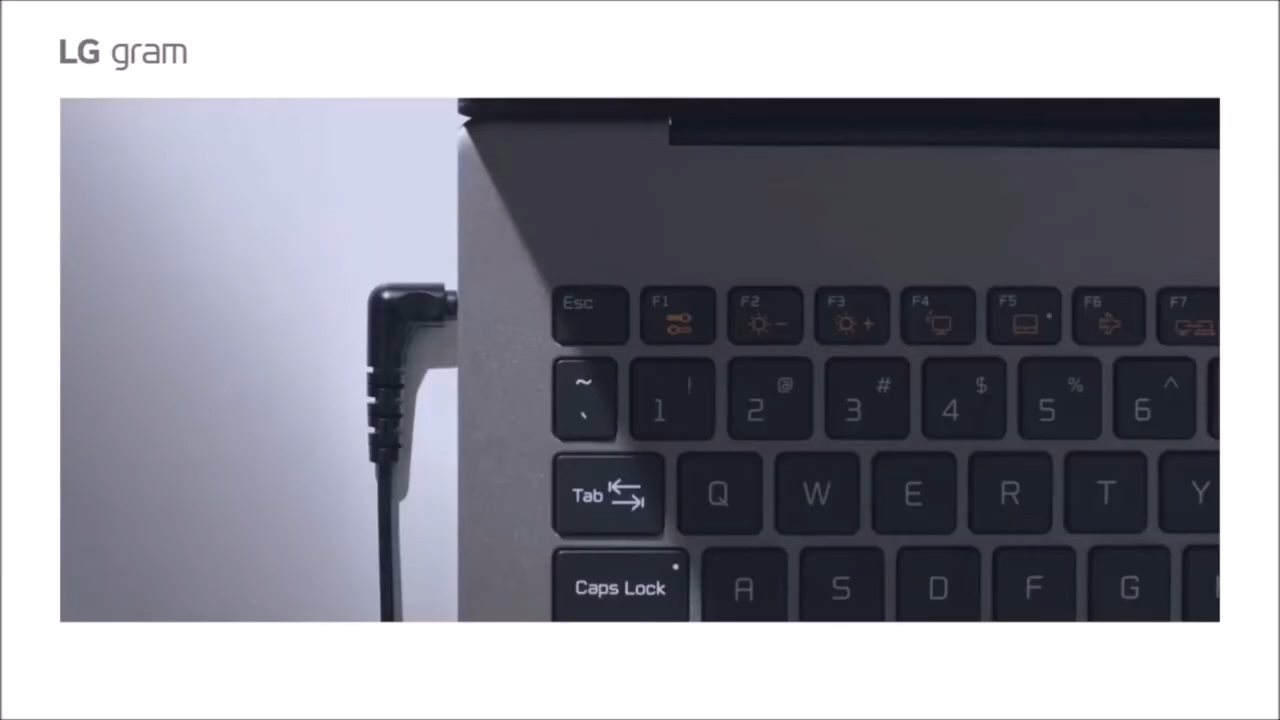 LG gram
Esc F1 F2 F3 F4 F5 F6 F7
~ ! @ # $ % ^
` 1 2 3 4 5 6
Tab Q W E R T Y
Caps Lock A S D F G